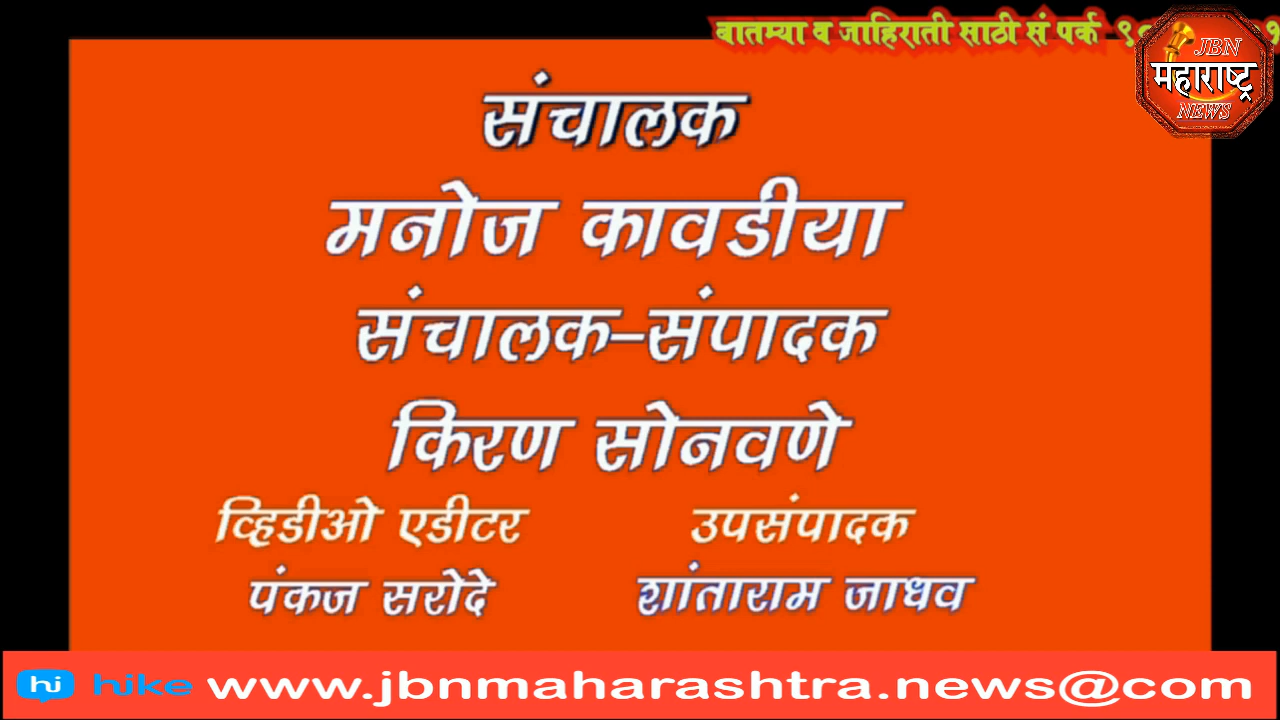 बातम्या व जाहिराती साठी सं पर्क
JBN
महाराष्ट्र
NEWS
संचालक
मनोज कावडीया
संचालक-संपादक
किरण सोनवणे
व्हिडीओ एडीटर उपसंपादक
पंकज सरोदे शांताराम जाधव
hi hike www.jbnmaharashtra.news@com